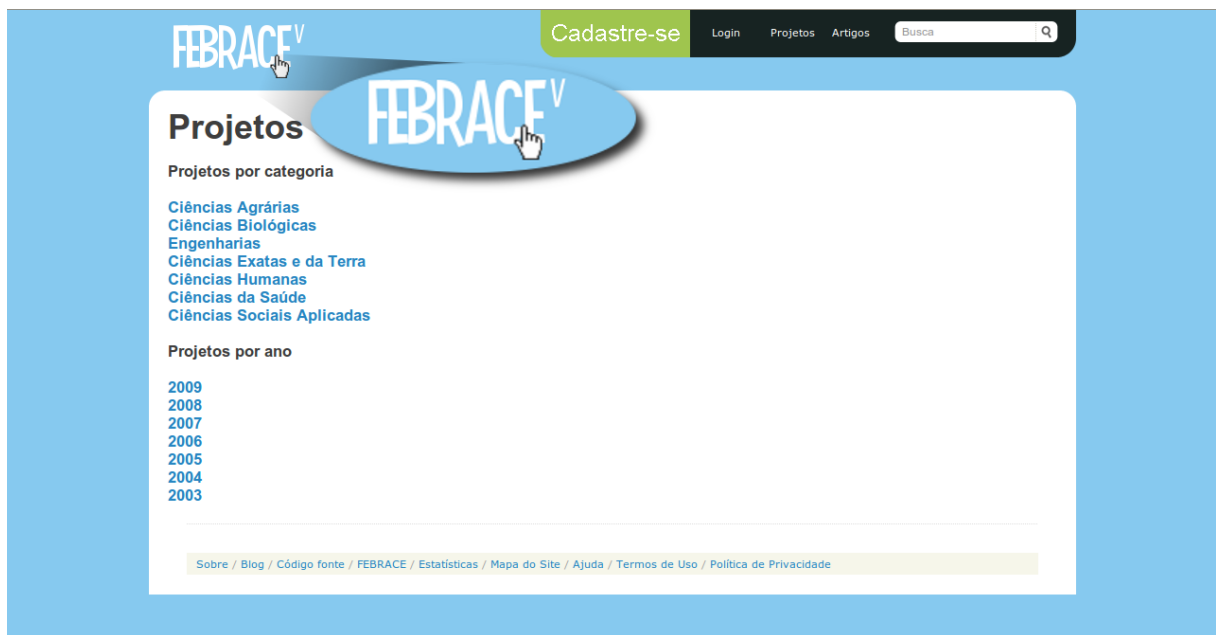 FEBRACE V
Cadastre-se
Login Projetos Artigos Busca
FEBRACE V
Projetos
Projetos por categoria
Ciências Agrárias
Ciências Biológicas
Engenharias
Ciências Exatas e da Terra
Ciências Humanas
Ciências da Saúde
Ciências Sociais Aplicadas
Projetos por ano
2009
2008
2007
2006
2005
2004
2003
Sobre / Blog / Código fonte / FEBRACE / Estatísticas / Mapa do Site / Ajuda / Termos de Uso / Política de Privacidade